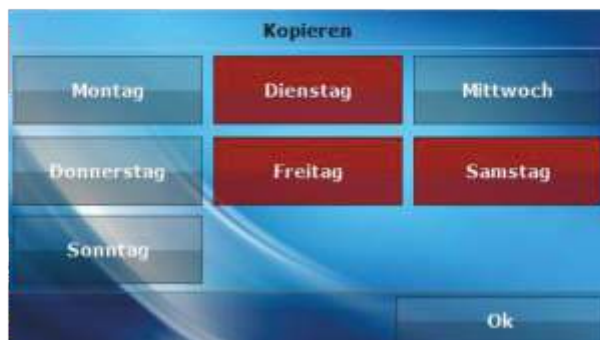 Kopieren
Montag Dienstag Mittwoch
Donnerstag Freitag Samstag
Sonntag
Ok